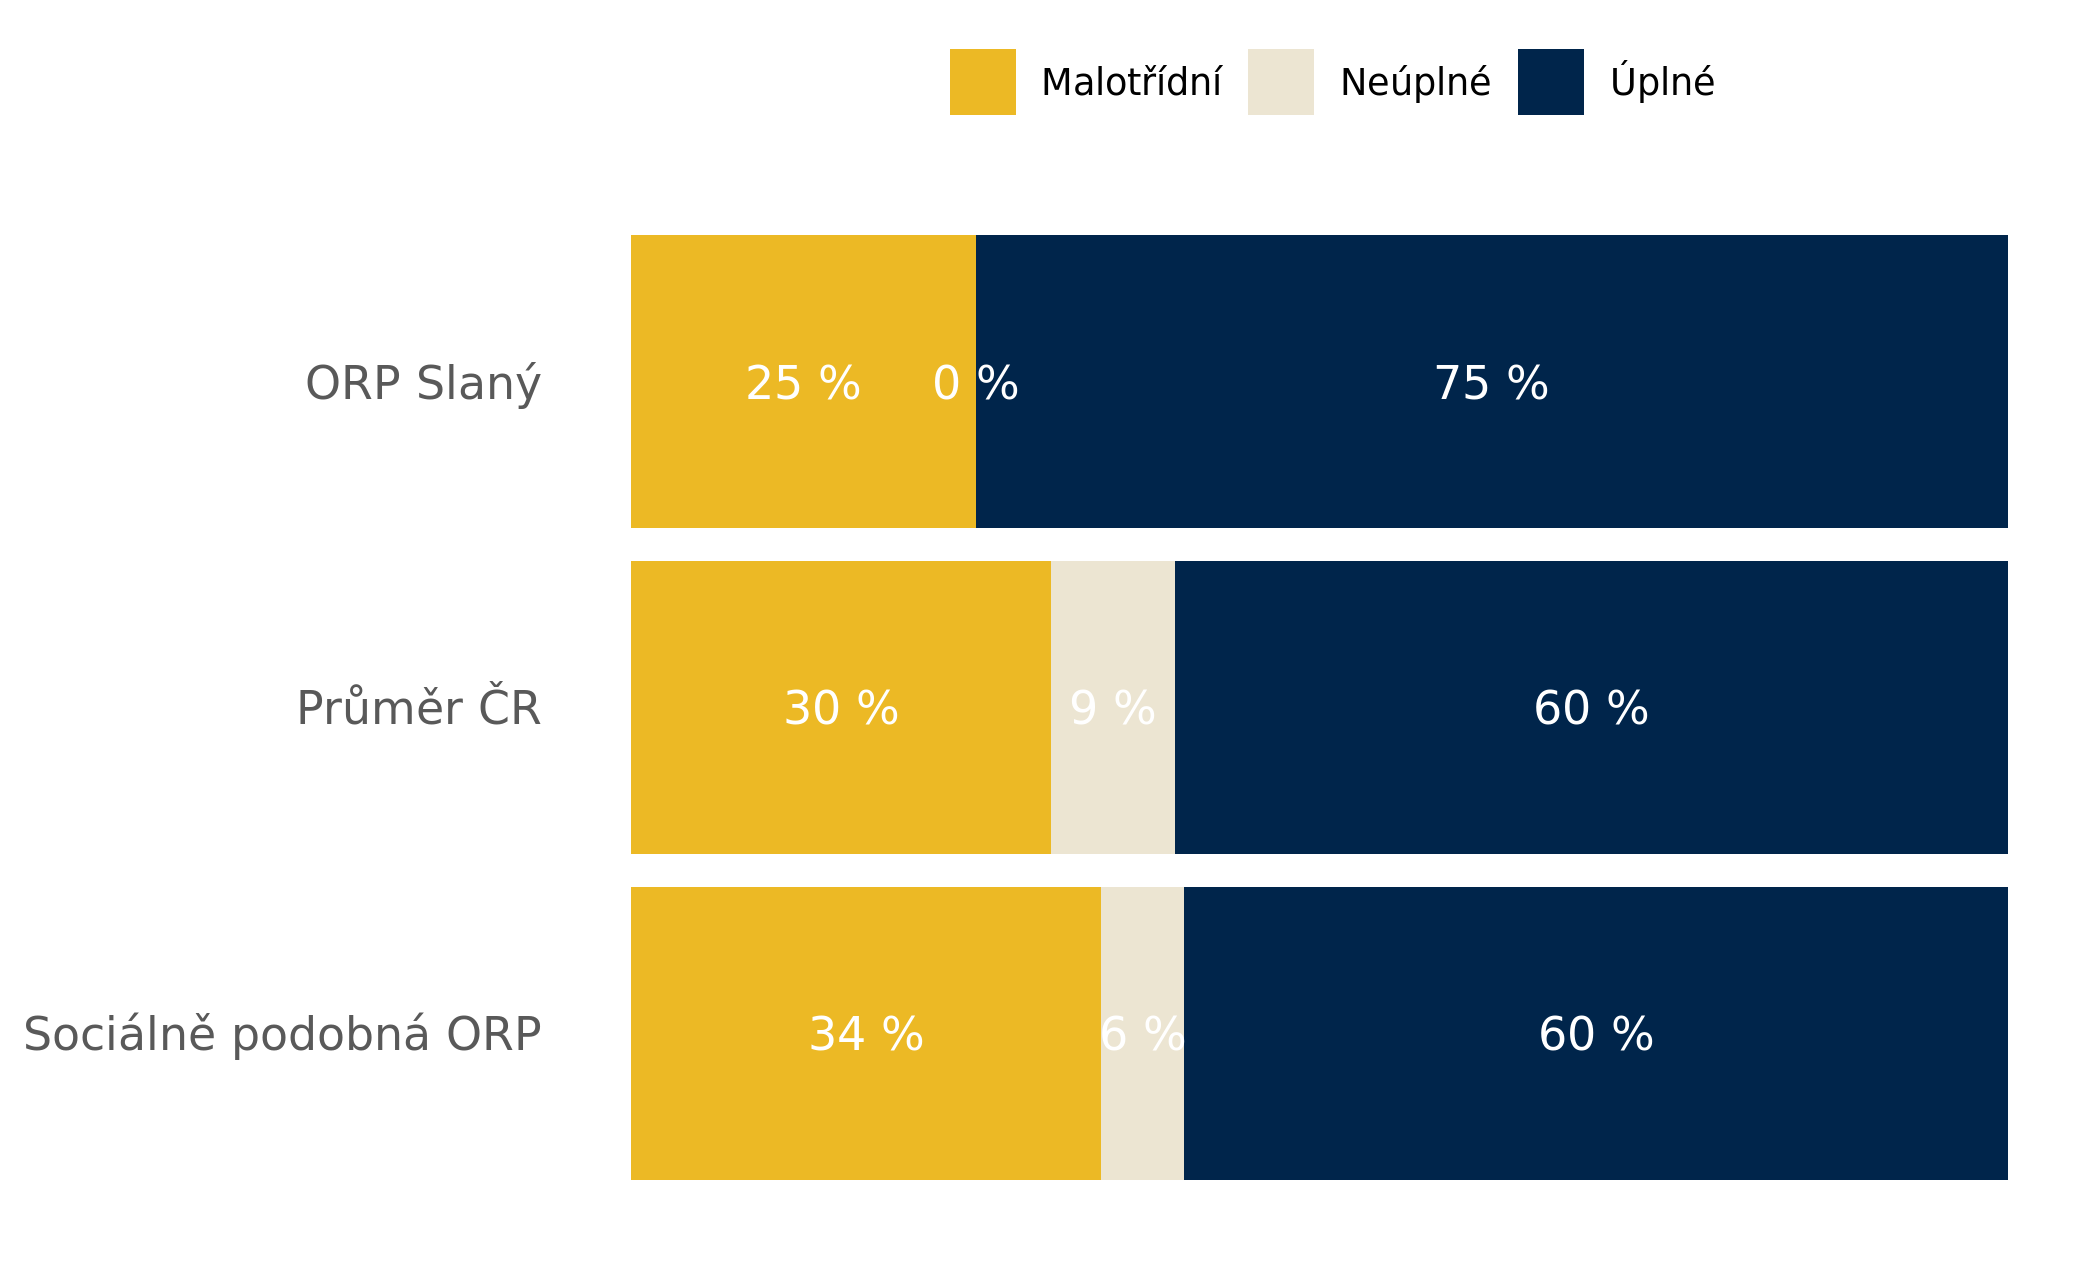 Malotřídní Neúplné Úplné
ORP Slaný 25 % 0 % 75 %
Průměr ČR 30 % 9 % 60 %
Sociálně podobná ORP 34 % 6 % 60 %